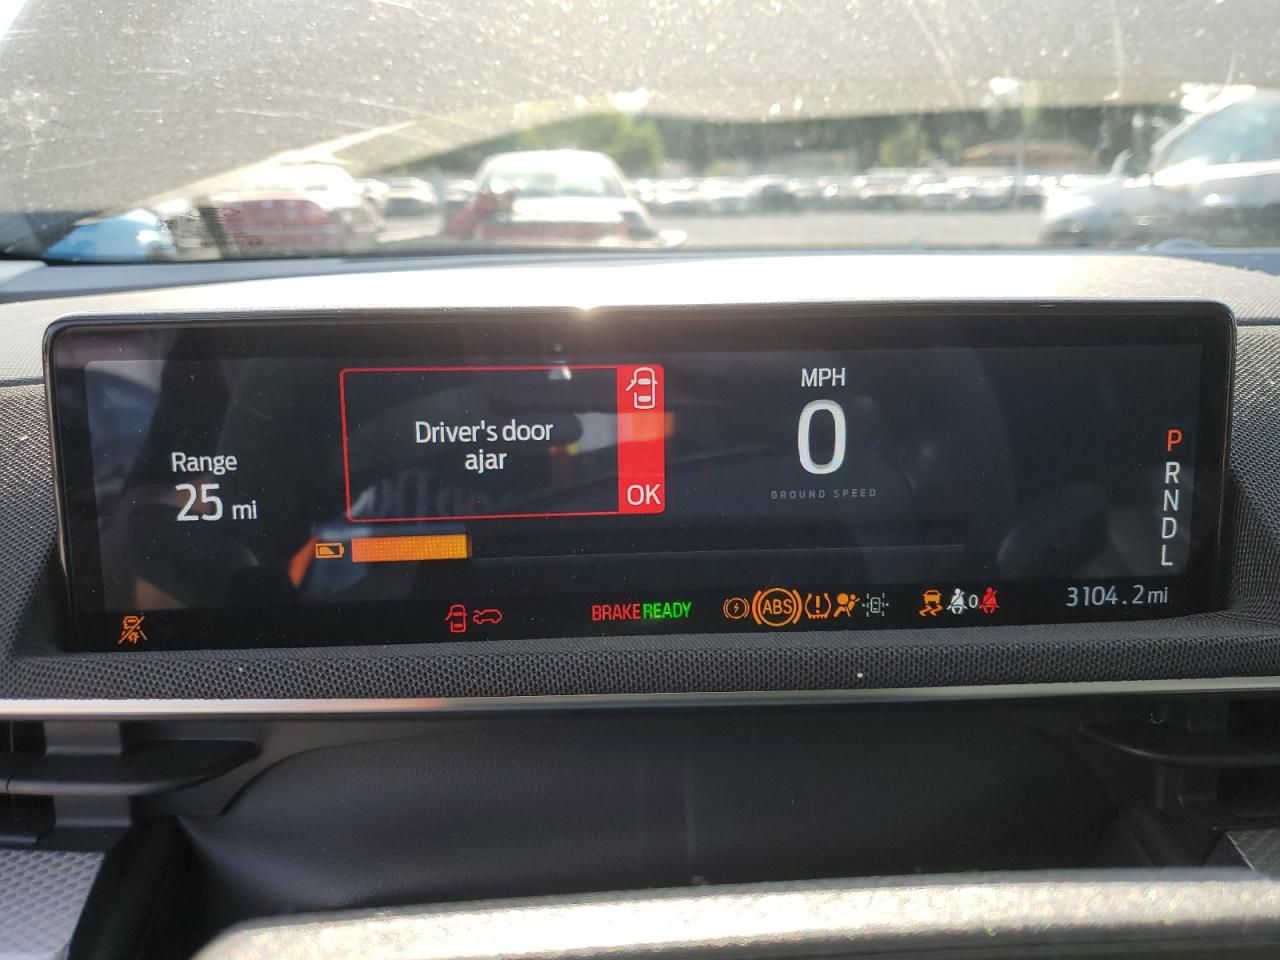 Range
25 mi
Driver's door
ajar
OK
MPH
0
GROUND SPEED
P
R
N
D
L
BRAKE READY
ABS
0
3104.2 mi